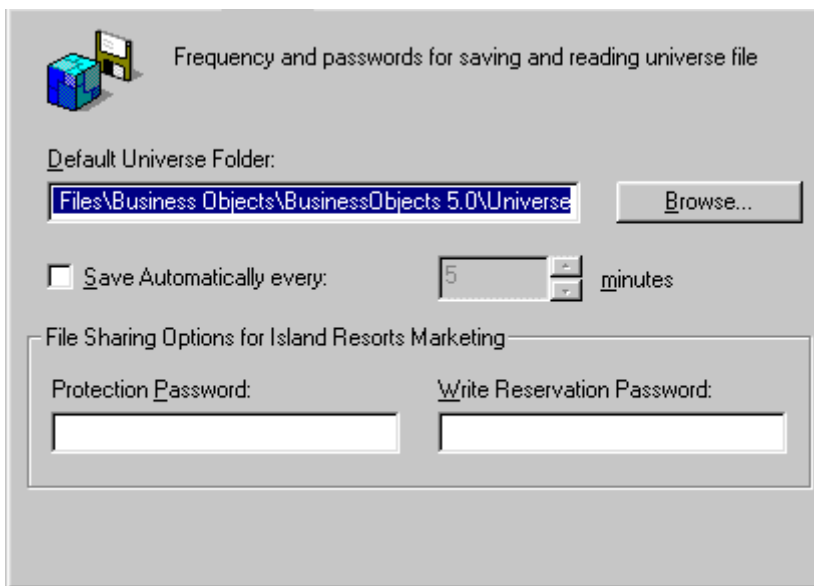 Frequency and passwords for saving and reading universe file
Default Universe Folder:
Files\Business Objects\BusinessObjects 5.0\Universe
Browse...
Save Automatically every:
5
minutes
File Sharing Options for Island Resorts Marketing
Protection Password:
Write Reservation Password: